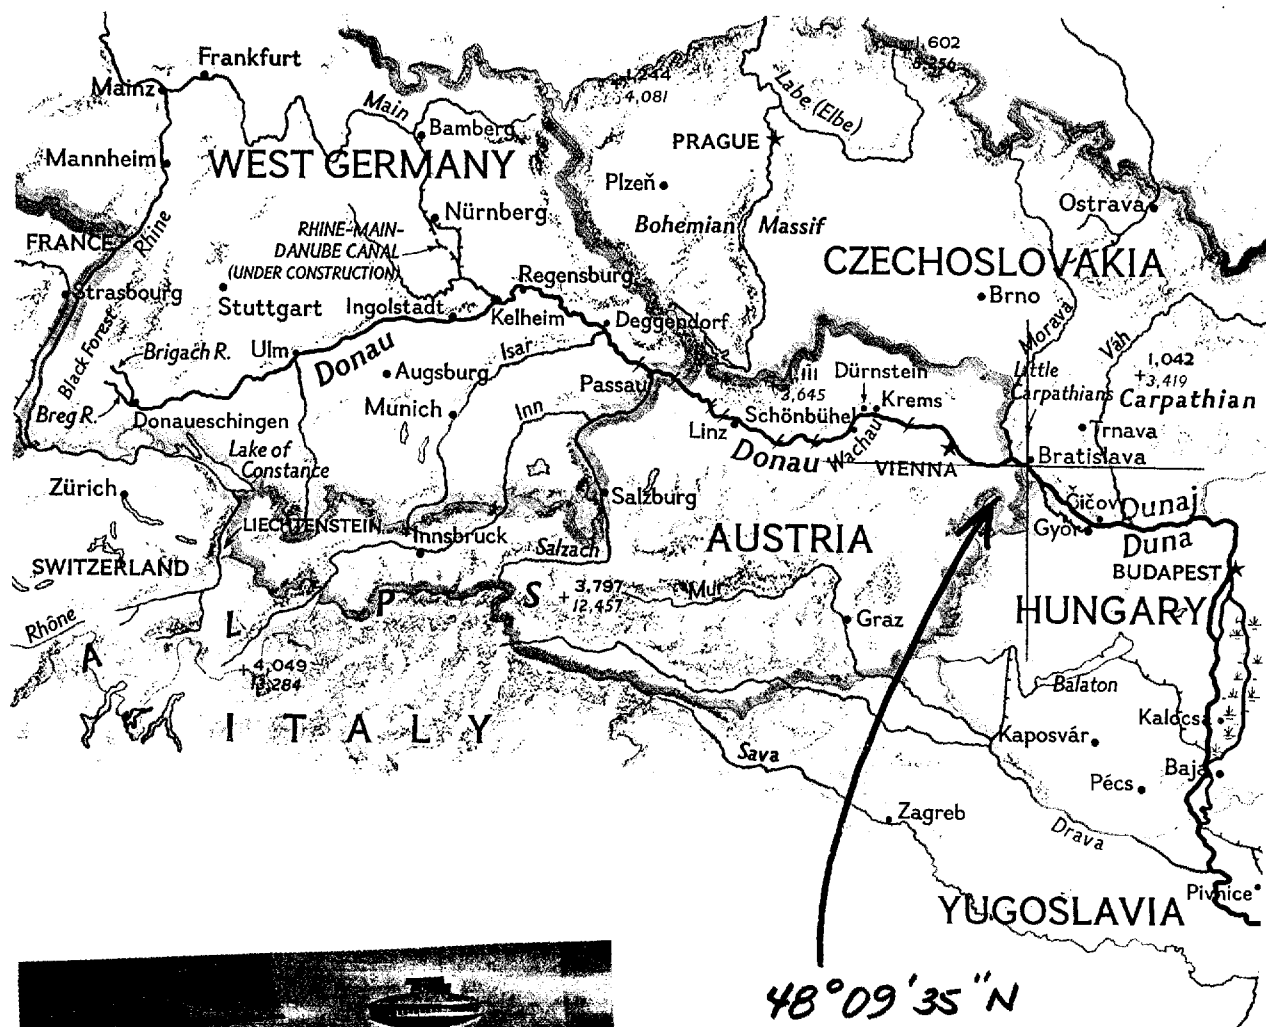 1,602
5,256
Frankfurt
1,244
4,081
Mainz
Main
Labe (Elbe)
Bamberg
PRAGUE
Mannheim
WEST GERMANY
Plzeň
Ostrava
Nürnberg
Bohemian Massif
RHINE-MAIN-
DANUBE CANAL
(UNDER CONSTRUCTION)
Rhine
FRANCE
CZECHOSLOVAKIA
Regensburg
Strasbourg
Stuttgart
Ingolstadt
Kelheim
Brno
Deggendorf
Morava
Váh
Black Forest
Brigach R.
Ulm
Donau
Isar
1,042
+3,419
Augsburg
Passau
3,645
Dürnstein
Little
Carpathians
Carpathian
Breg R.
Donaueschingen
Munich
Inn
Schönbühel
Krems
Linz
Donau
Wachau
VIENNA
Trnava
Bratislava
Lake of
Constance
Zürich
Salzburg
Čičov
Dunaj
Győr
Duna
LIECHTENSTEIN
Innsbruck
Salzach
AUSTRIA
SWITZERLAND
BUDAPEST
3,797
+12,457
Mur
HUNGARY
Graz
Rhône
A L P S
+4,049
13,284
Balaton
Kalocsa
ITALY
Sava
Kaposvár
Pécs
Baja
Zagreb
Drava
Pivnice
YUGOSLAVIA
48°09'35"N